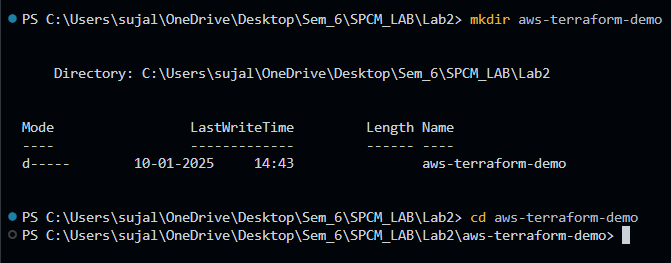 PS C:\Users\sujal\OneDrive\Desktop\Sem_6\SPCM_LAB\Lab2> mkdir aws-terraform-demo
Directory: C:\Users\sujal\OneDrive\Desktop\Sem_6\SPCM_LAB\Lab2
Mode LastWriteTime Length Name
---- ------------- ------ ----
d----- 10-01-2025 14:43 aws-terraform-demo
PS C:\Users\sujal\OneDrive\Desktop\Sem_6\SPCM_LAB\Lab2> cd aws-terraform-demo
PS C:\Users\sujal\OneDrive\Desktop\Sem_6\SPCM_LAB\Lab2\aws-terraform-demo>